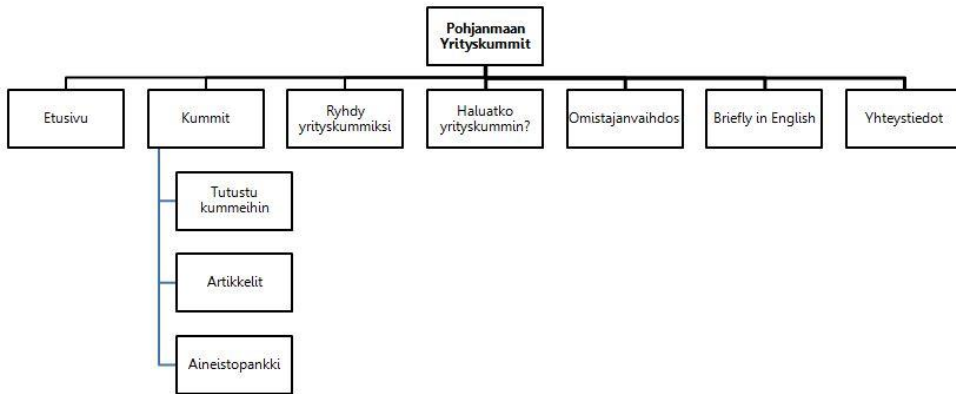 Pohjanmaan
Yrityskummit
Etusivu
Kummit
Ryhdy
yrityskummiksi
Haluatko
yrityskummin?
Omistajanvaihdos
Briefly in English
Yhteystiedot
Tutustu
kummeihin
Artikkelit
Aineistopankki